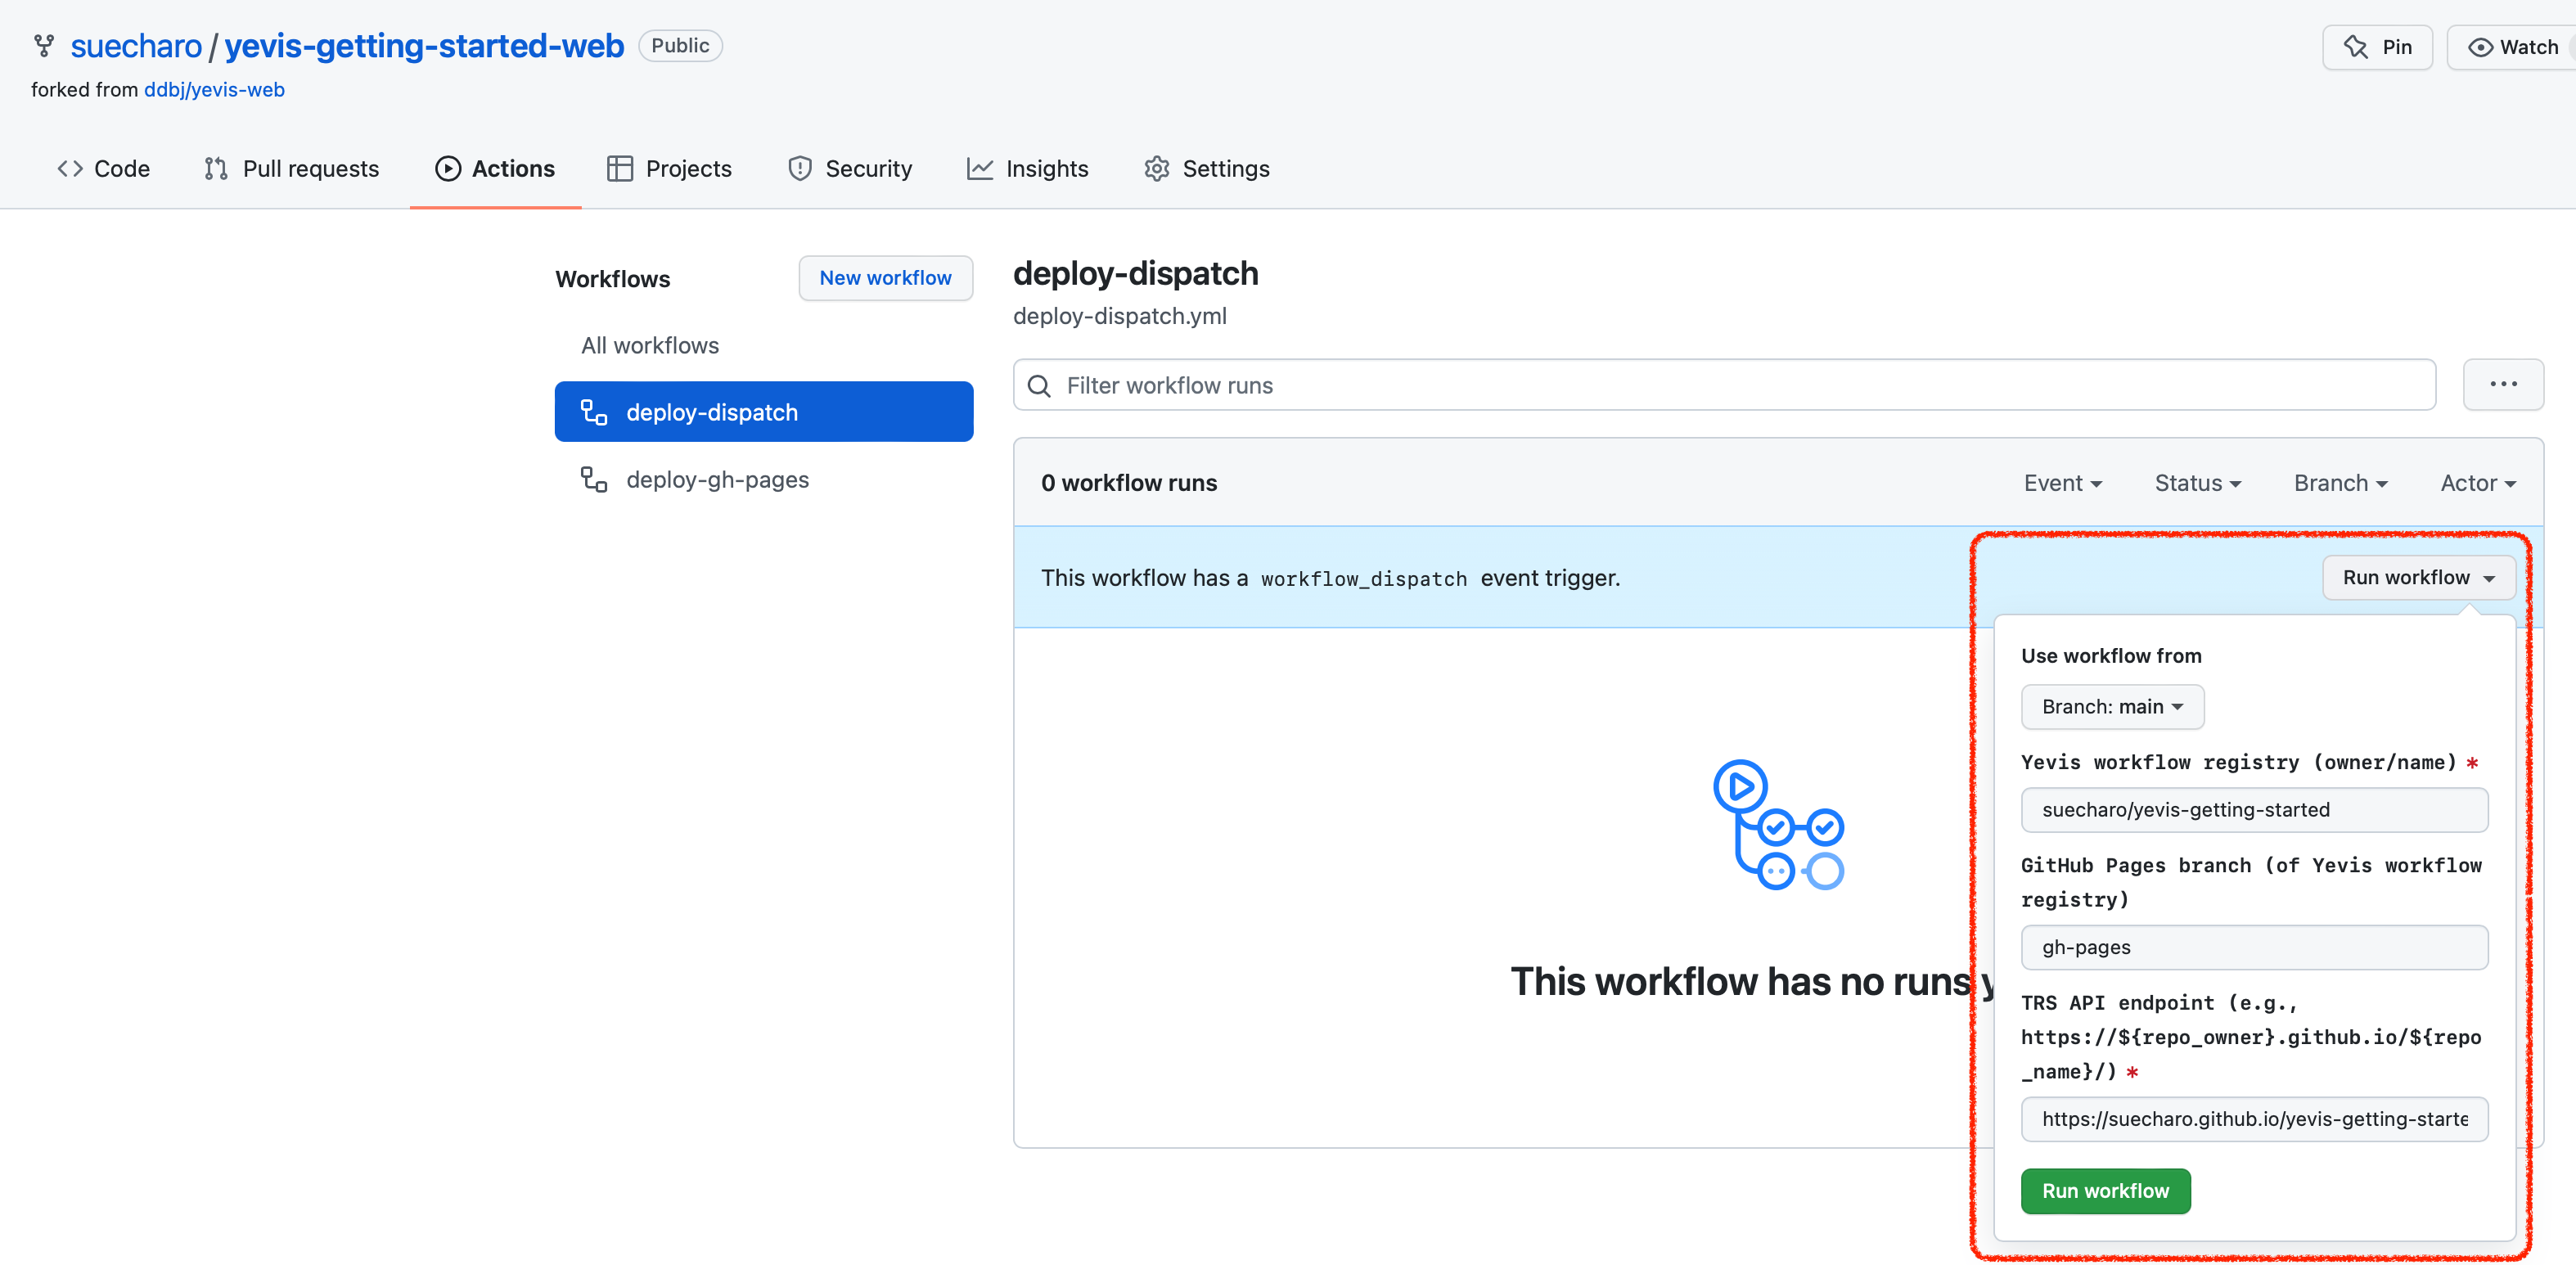 suecharo / yevis-getting-started-web Public
Pin
Watch
forked from ddbj/yevis-web
Code
Pull requests
Actions
Projects
Security
Insights
Settings
Workflows
New workflow
All workflows
deploy-dispatch
deploy-gh-pages
deploy-dispatch
deploy-dispatch.yml
Filter workflow runs
0 workflow runs
Event
Status
Branch
Actor
This workflow has a workflow_dispatch event trigger.
Run workflow
This workflow has no runs y
Use workflow from
Branch: main
Yevis workflow registry (owner/name) *
suecharo/yevis-getting-started
GitHub Pages branch (of Yevis workflow
registry)
gh-pages
TRS API endpoint (e.g.,
https://${repo_owner}.github.io/${repo
_name}/) *
https://suecharo.github.io/yevis-getting-starte
Run workflow